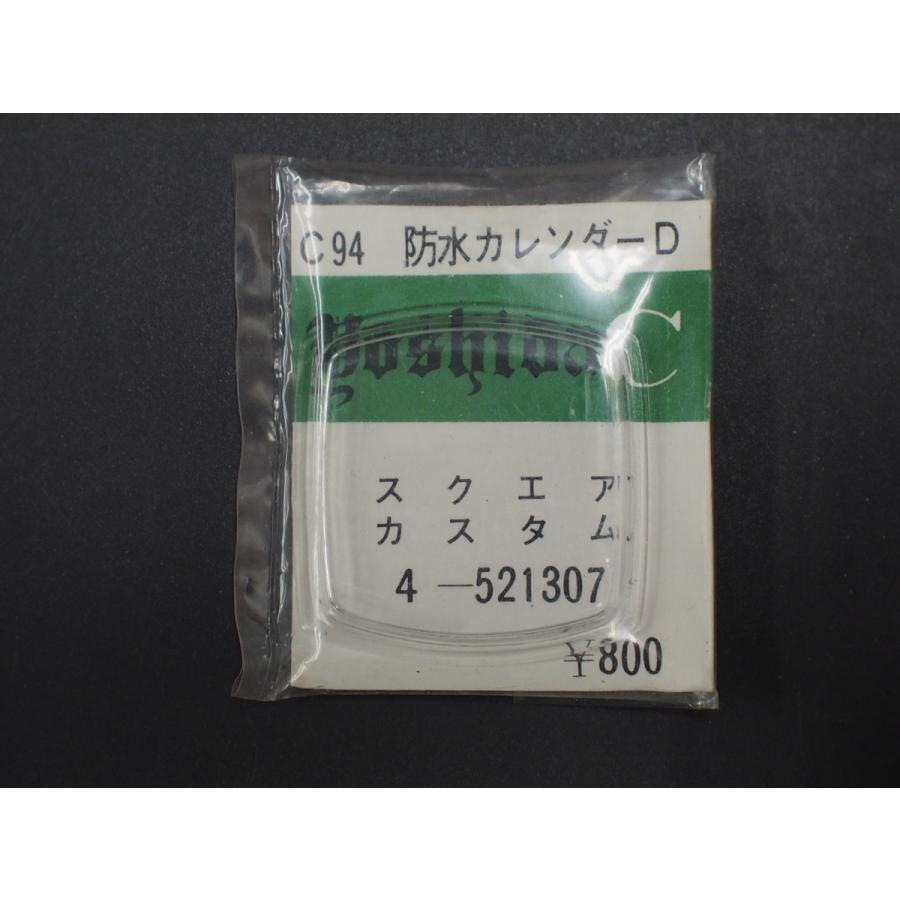 C94 防水カレンダーD
Yoshida C
スクエア
カスタム
4-521307
¥800